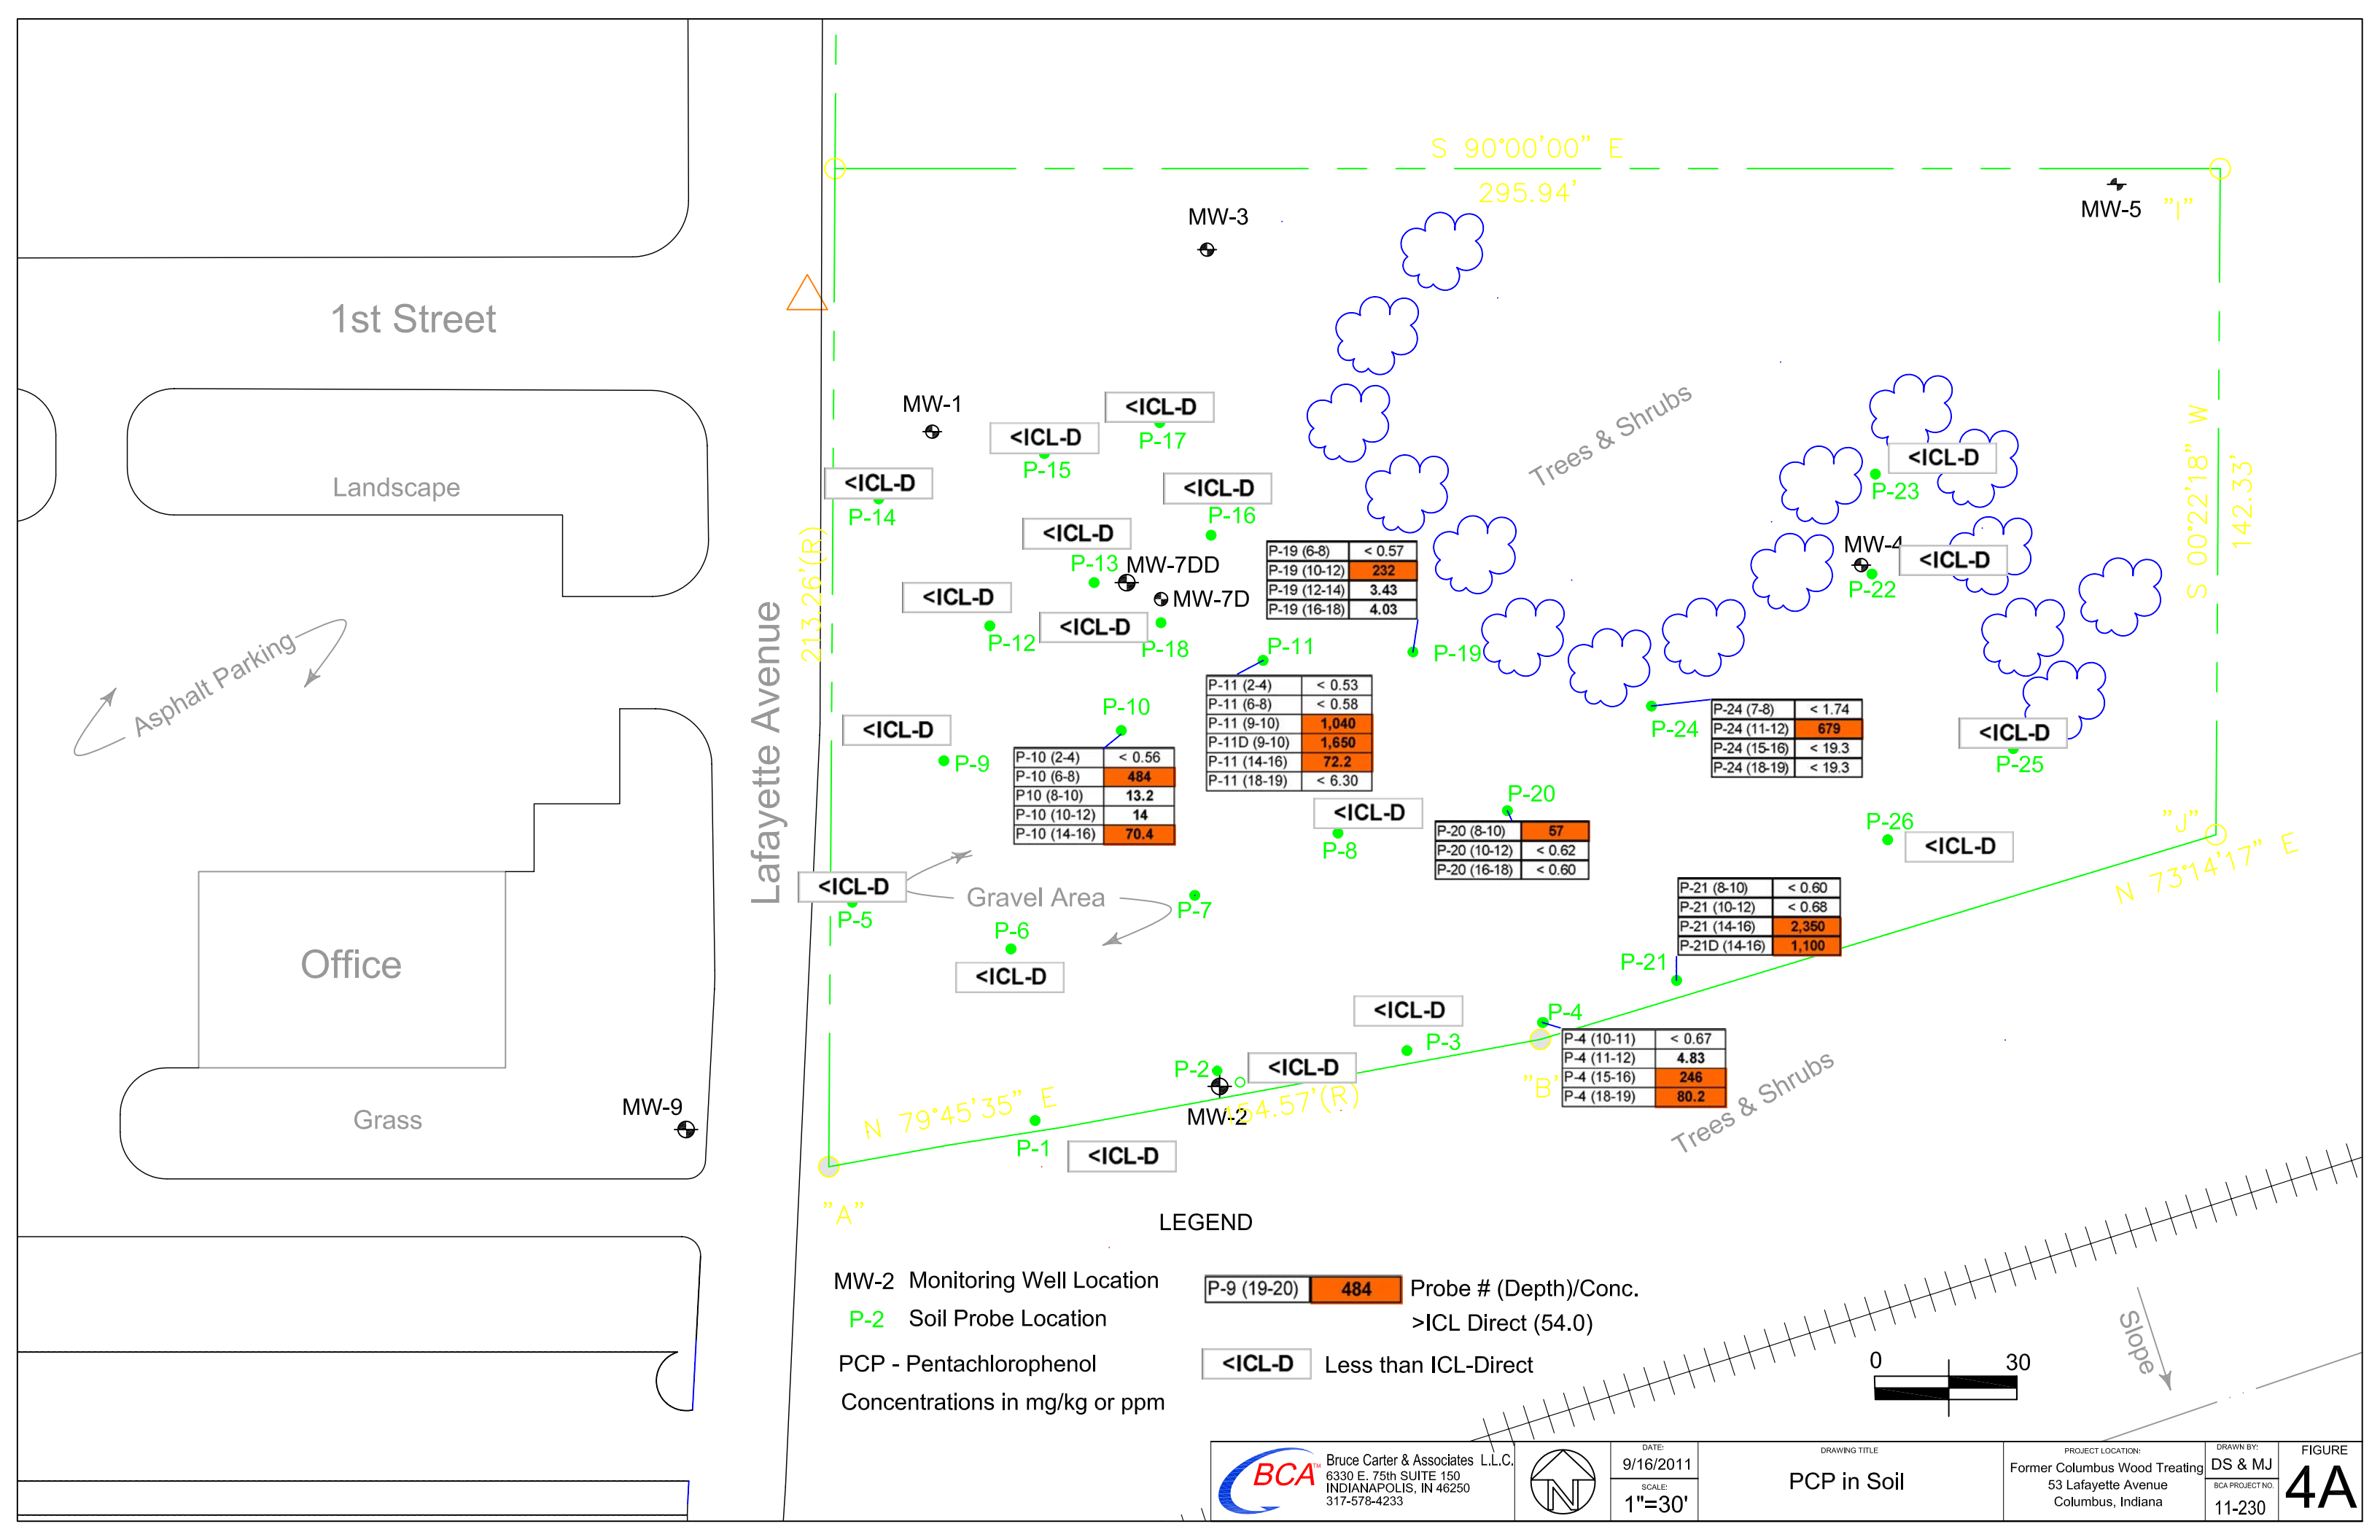 S 90°00'00" E
295.94'
MW-3
MW-5
"I"
1st Street
MW-1
<ICL-D
P-17
<ICL-D
P-15
Trees & Shrubs
<ICL-D
P-23
S 00°22'18" W
142.33'
Landscape
<ICL-D
P-14
<ICL-D
P-16
<ICL-D
P-13
MW-7DD
MW-7D
P-19 (6-8) < 0.57
P-19 (10-12) 232
P-19 (12-14) 3.43
P-19 (16-18) 4.03
P-19
MW-4
<ICL-D
P-22
213.26'(R)
<ICL-D
P-12
<ICL-D
P-18
Asphalt Parking
Lafayette Avenue
P-11
P-11 (2-4) < 0.53
P-11 (6-8) < 0.58
P-11 (9-10) 1,040
P-11D (9-10) 1,650
P-11 (14-16) 72.2
P-11 (18-19) < 6.30
<ICL-D
P-9
P-10
P-10 (2-4) < 0.56
P-10 (6-8) 484
P10 (8-10) 13.2
P-10 (10-12) 14
P-10 (14-16) 70.4
P-24
P-24 (7-8) < 1.74
P-24 (11-12) 679
P-24 (15-16) < 19.3
P-24 (18-19) < 19.3
<ICL-D
P-25
<ICL-D
P-8
P-20
P-20 (8-10) 57
P-20 (10-12) < 0.62
P-20 (16-18) < 0.60
P-26
<ICL-D
"J"
N 73°14'17" E
<ICL-D
P-5
Gravel Area
P-7
P-6
<ICL-D
P-21 (8-10) < 0.60
P-21 (10-12) < 0.68
P-21 (14-16) 2,350
P-21D (14-16) 1,100
P-21
Office
<ICL-D
P-3
P-4
P-4 (10-11) < 0.67
P-4 (11-12) 4.83
P-4 (15-16) 246
P-4 (18-19) 80.2
"B"
P-2
<ICL-D
MW-2
154.57'(R)
N 79°45'35" E
P-1
<ICL-D
Trees & Shrubs
Grass
MW-9
"A"
LEGEND
MW-2 Monitoring Well Location
P-2 Soil Probe Location
PCP - Pentachlorophenol
Concentrations in mg/kg or ppm
P-9 (19-20) 484 Probe # (Depth)/Conc.
>ICL Direct (54.0)
<ICL-D Less than ICL-Direct
0 30
Slope
BCA™
Bruce Carter & Associates L.L.C.
6330 E. 75th SUITE 150
INDIANAPOLIS, IN 46250
317-578-4233
N
DATE:
9/16/2011
SCALE:
1"=30'
DRAWING TITLE
PCP in Soil
PROJECT LOCATION:
Former Columbus Wood Treating
53 Lafayette Avenue
Columbus, Indiana
DRAWN BY:
DS & MJ
BCA PROJECT NO.
11-230
FIGURE
4A